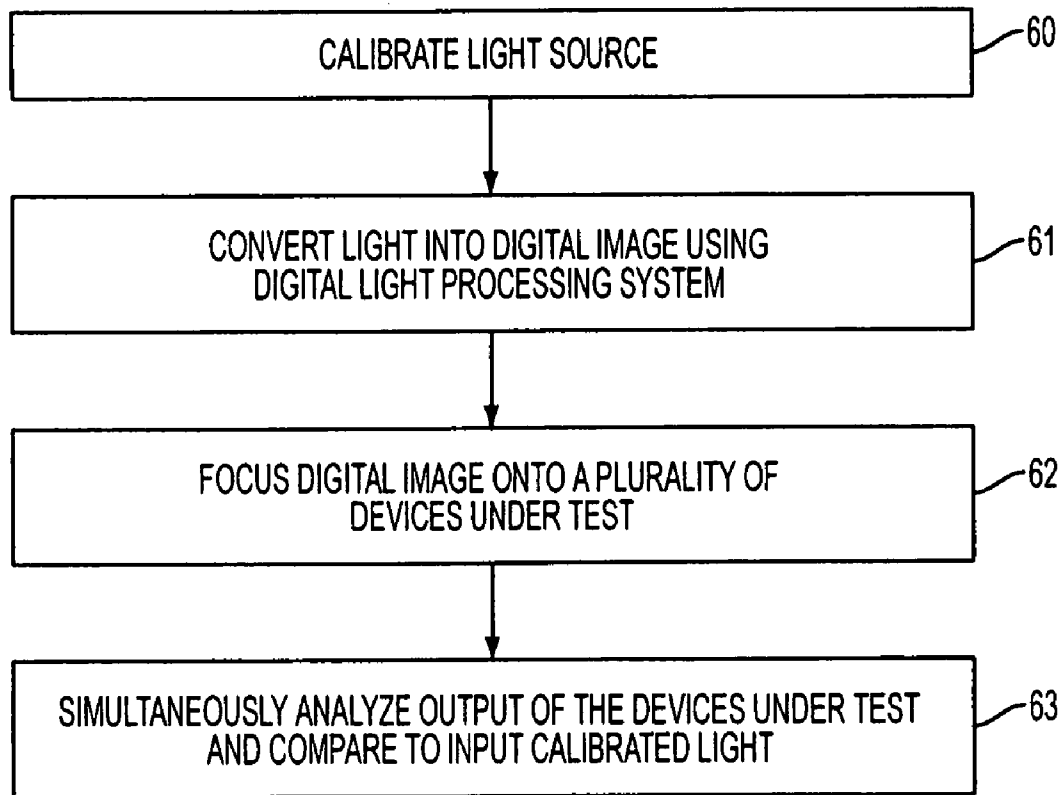 CALIBRATE LIGHT SOURCE
60
CONVERT LIGHT INTO DIGITAL IMAGE USING
DIGITAL LIGHT PROCESSING SYSTEM
61
FOCUS DIGITAL IMAGE ONTO A PLURALITY OF
DEVICES UNDER TEST
62
SIMULTANEOUSLY ANALYZE OUTPUT OF THE DEVICES UNDER TEST
AND COMPARE TO INPUT CALIBRATED LIGHT
63